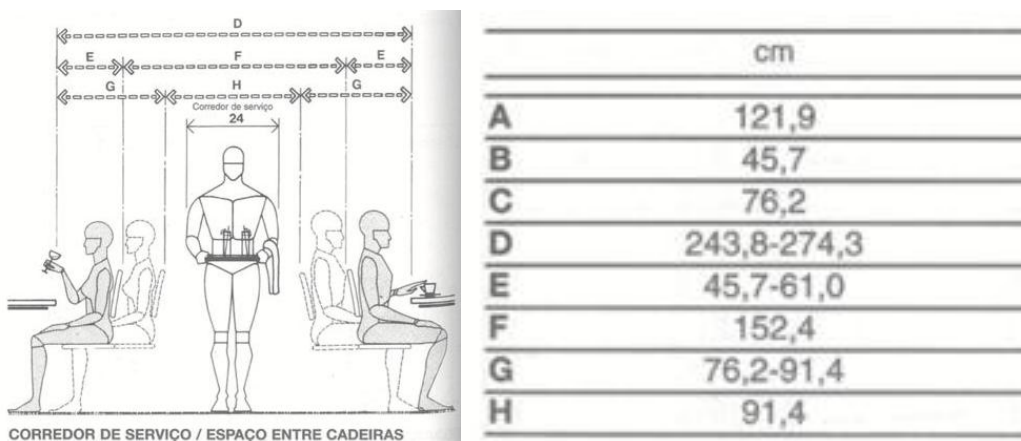 D
E F E
G H G
Corredor de serviço
24
CORREDOR DE SERVIÇO / ESPAÇO ENTRE CADEIRAS
cm
A 121,9
B 45,7
C 76,2
D 243,8-274,3
E 45,7-61,0
F 152,4
G 76,2-91,4
H 91,4